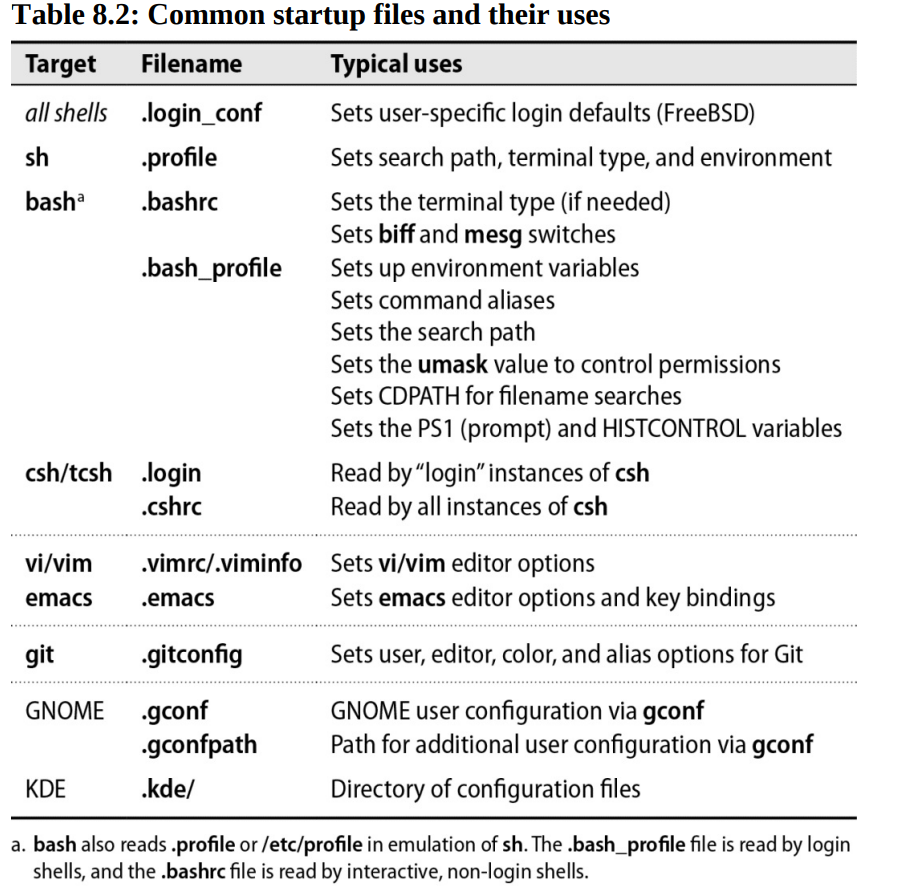 Table 8.2: Common startup files and their uses
Target Filename Typical uses
all shells .login_conf Sets user-specific login defaults (FreeBSD)
sh .profile Sets search path, terminal type, and environment
bashᵃ .bashrc Sets the terminal type (if needed)
Sets biff and mesg switches
.bash_profile Sets up environment variables
Sets command aliases
Sets the search path
Sets the umask value to control permissions
Sets CDPATH for filename searches
Sets the PS1 (prompt) and HISTCONTROL variables
csh/tcsh .login Read by “login” instances of csh
.cshrc Read by all instances of csh
vi/vim .vimrc/.viminfo Sets vi/vim editor options
emacs .emacs Sets emacs editor options and key bindings
git .gitconfig Sets user, editor, color, and alias options for Git
GNOME .gconf GNOME user configuration via gconf
.gconfpath Path for additional user configuration via gconf
KDE .kde/ Directory of configuration files
a. bash also reads .profile or /etc/profile in emulation of sh. The .bash_profile file is read by login
shells, and the .bashrc file is read by interactive, non-login shells.